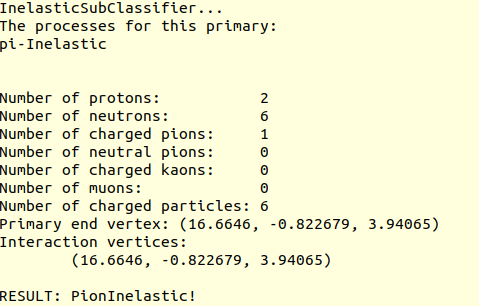 InelasticSubClassifier...
The processes for this primary:
pi-Inelastic
Number of protons: 2
Number of neutrons: 6
Number of charged pions: 1
Number of neutral pions: 0
Number of charged kaons: 0
Number of muons: 0
Number of charged particles: 6
Primary end vertex: (16.6646, -0.822679, 3.94065)
Interaction vertices:
(16.6646, -0.822679, 3.94065)
RESULT: PionInelastic!